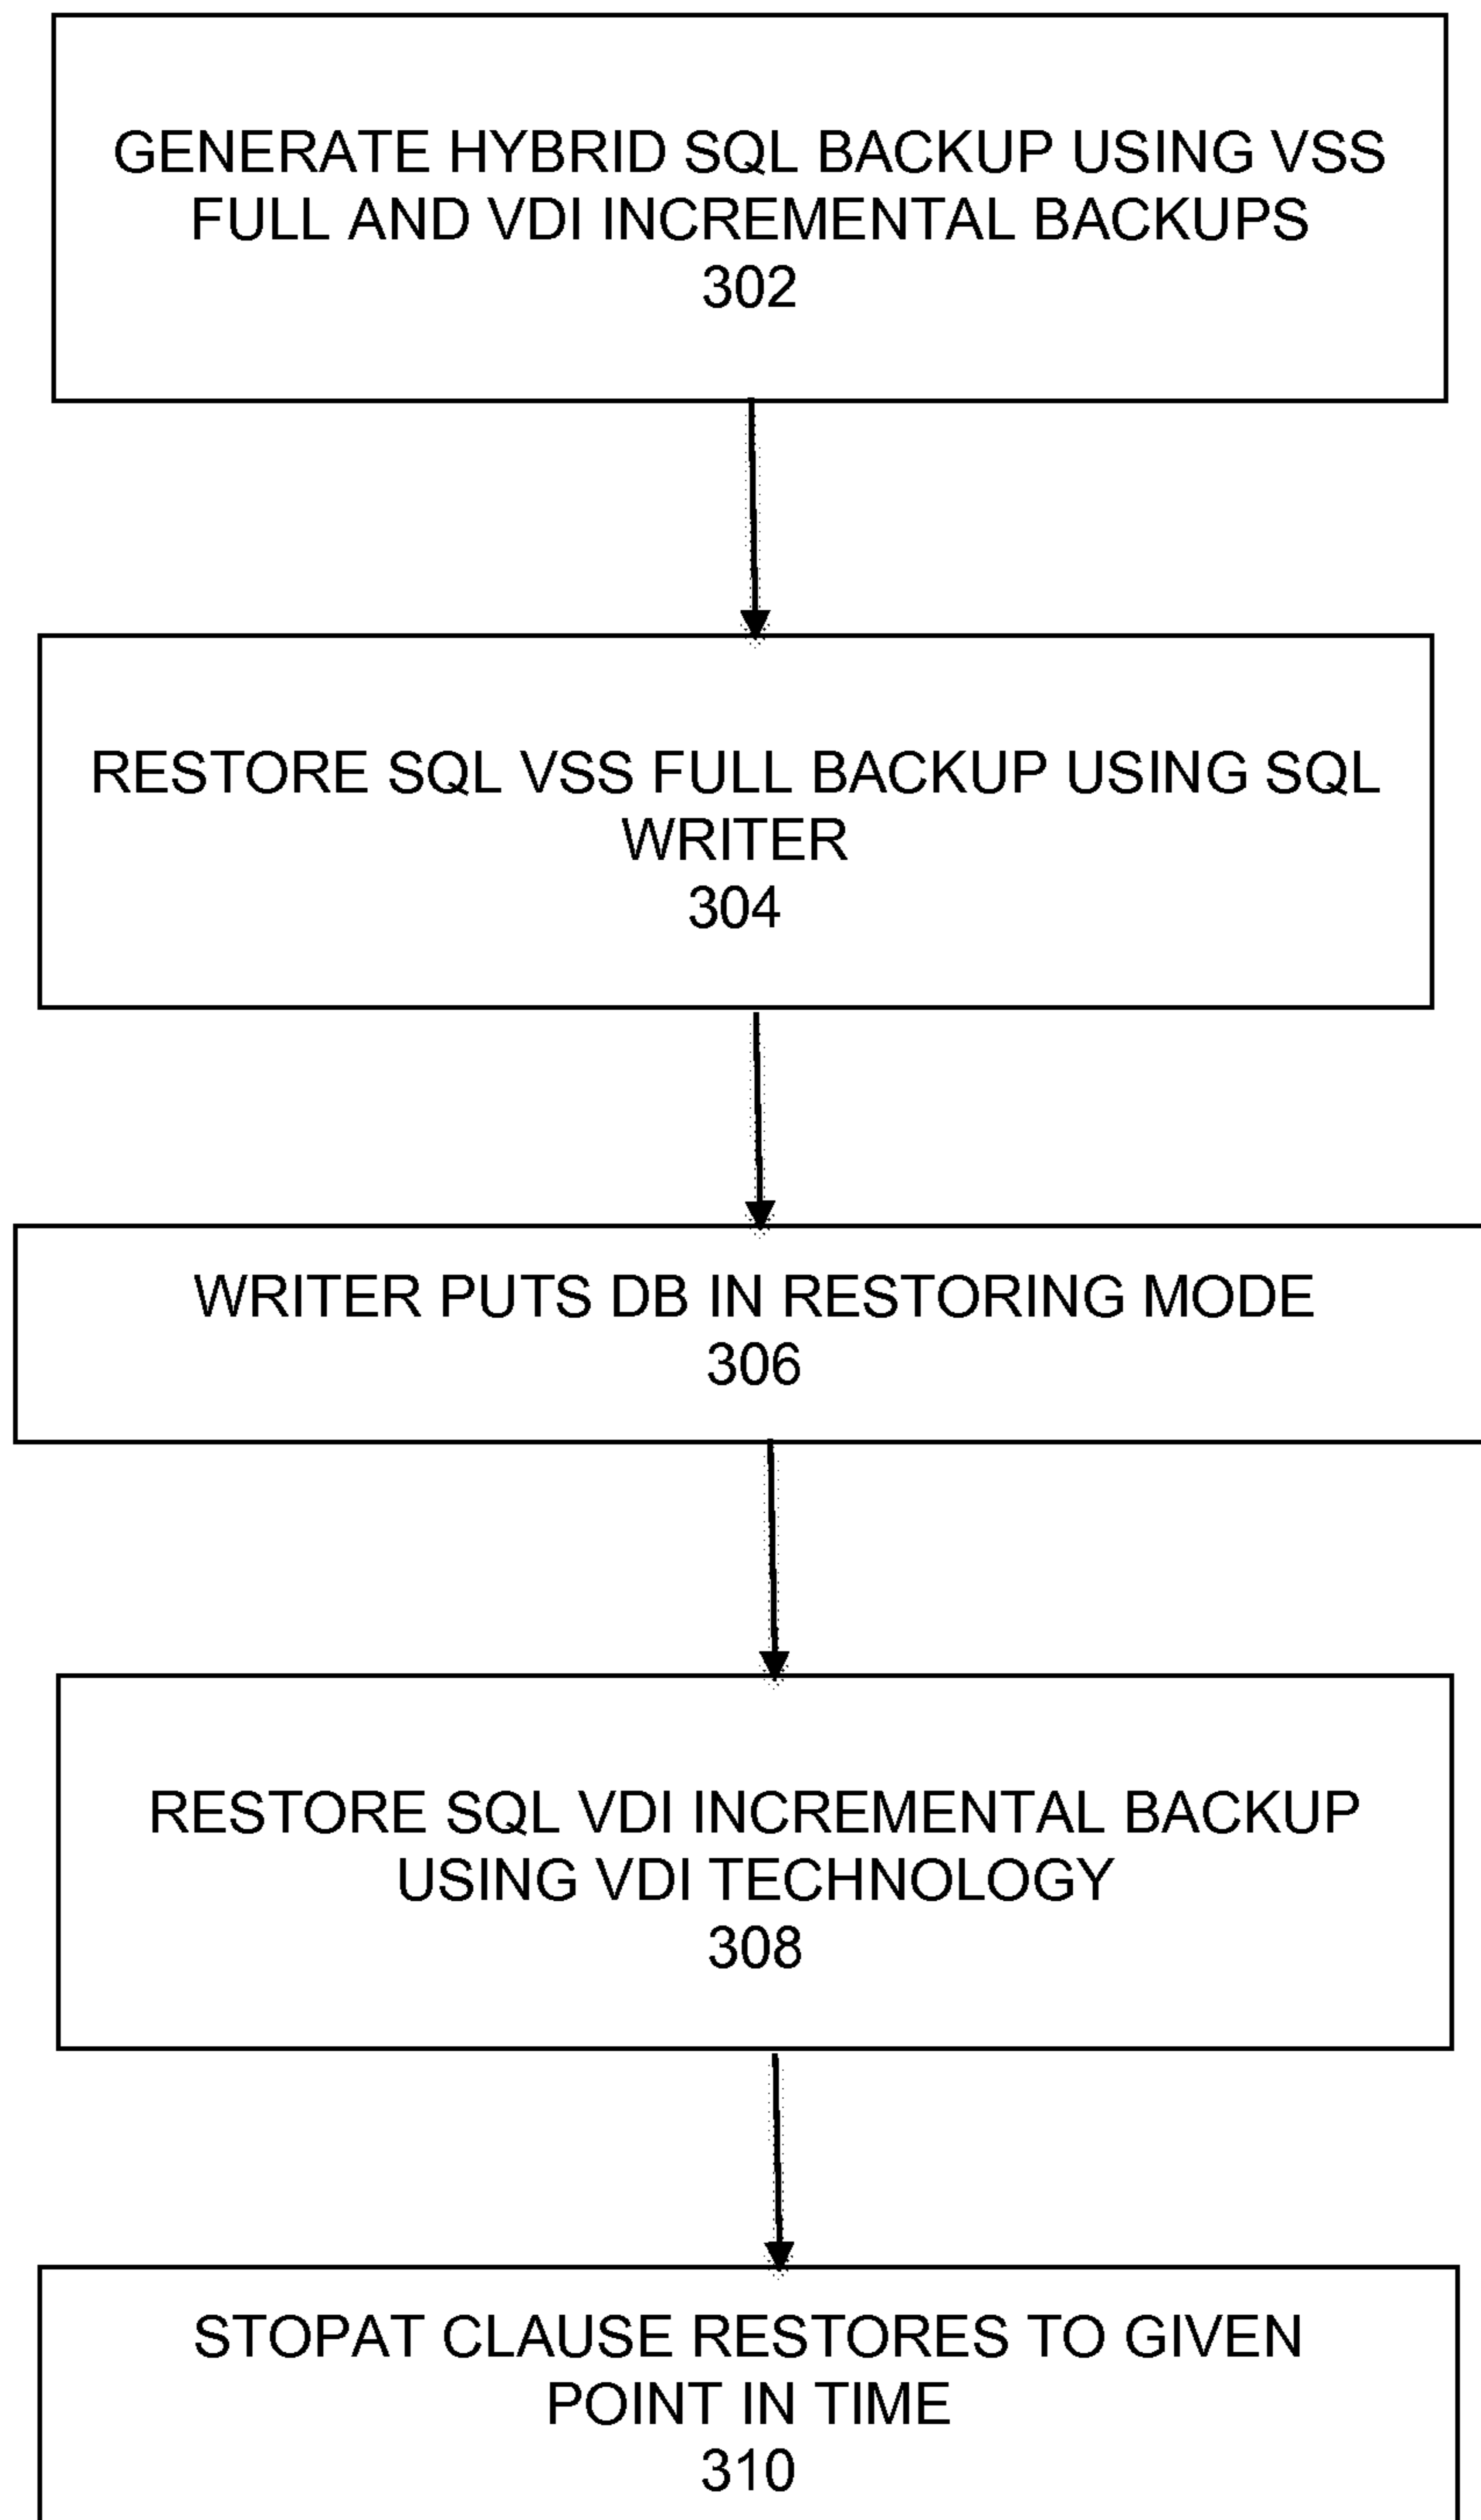 GENERATE HYBRID SQL BACKUP USING VSS
FULL AND VDI INCREMENTAL BACKUPS
302
RESTORE SQL VSS FULL BACKUP USING SQL
WRITER
304
WRITER PUTS DB IN RESTORING MODE
306
RESTORE SQL VDI INCREMENTAL BACKUP
USING VDI TECHNOLOGY
308
STOPAT CLAUSE RESTORES TO GIVEN
POINT IN TIME
310